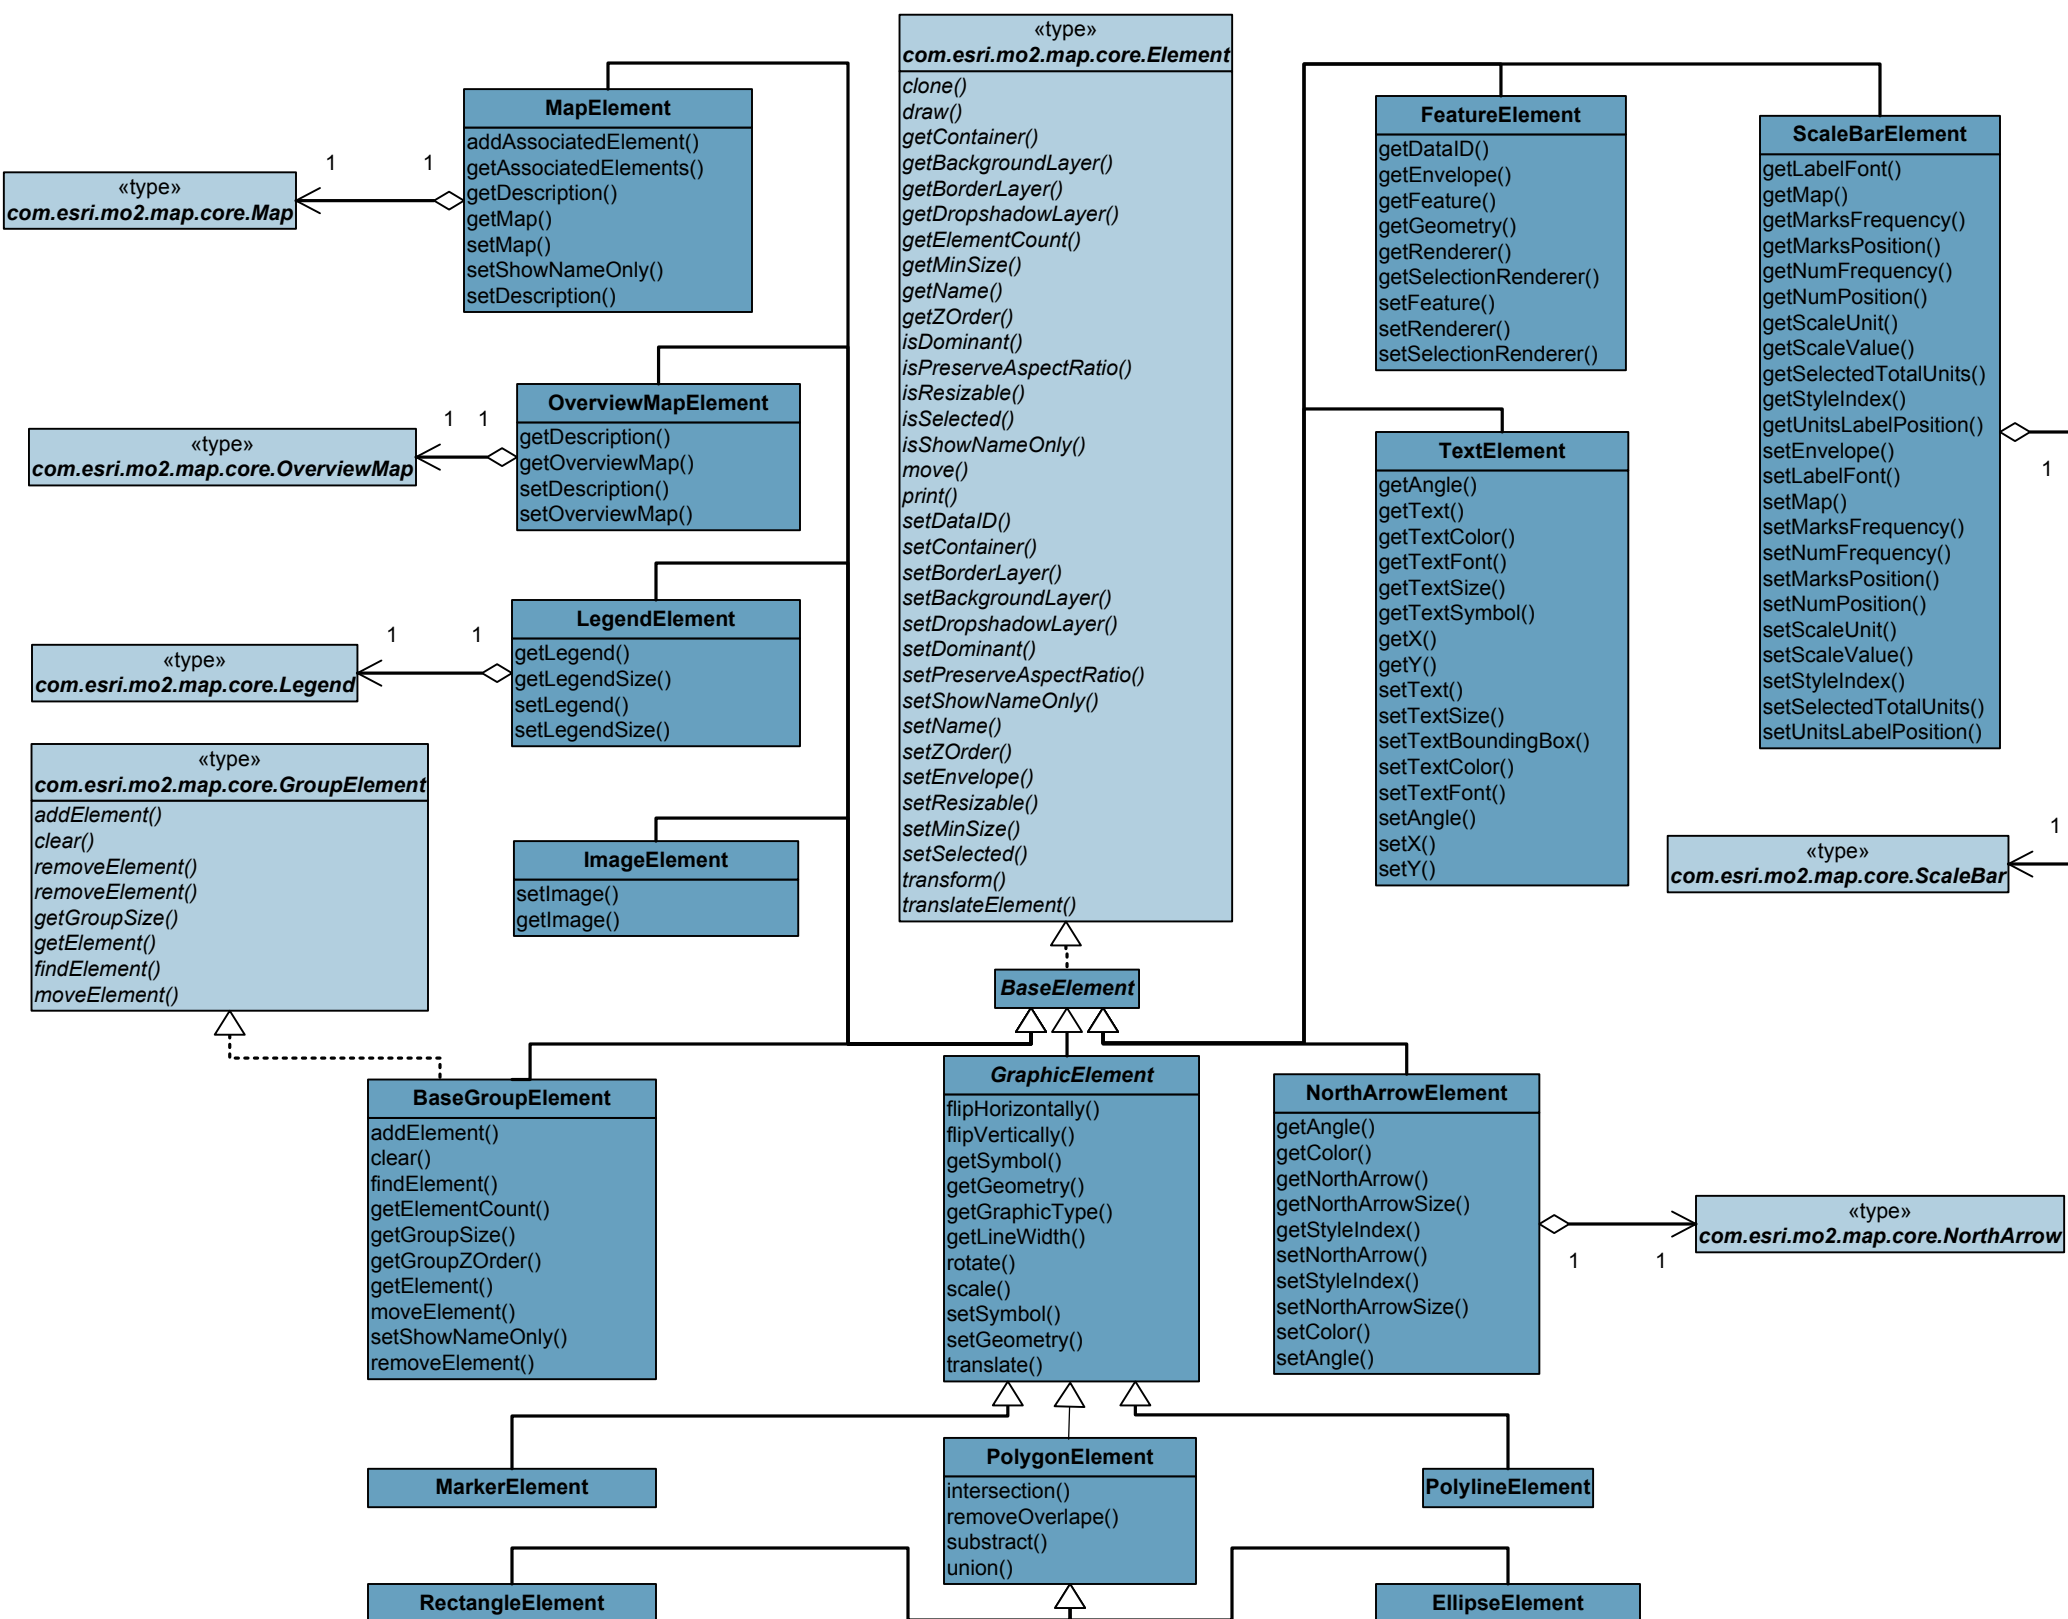 «type»
com.esri.mo2.map.core.Element
clone()
draw()
getContainer()
getBackgroundLayer()
getBorderLayer()
getDropshadowLayer()
getElementCount()
getMinSize()
getName()
getZOrder()
isDominant()
isPreserveAspectRatio()
isResizable()
isSelected()
isShowNameOnly()
move()
print()
setDataID()
setContainer()
setBorderLayer()
setBackgroundLayer()
setDropshadowLayer()
setDominant()
setPreserveAspectRatio()
setShowNameOnly()
setName()
setZOrder()
setEnvelope()
setResizable()
setMinSize()
setSelected()
transform()
translateElement()
MapElement
addAssociatedElement()
getAssociatedElements()
getDescription()
getMap()
setMap()
setShowNameOnly()
setDescription()
1
1
«type»
com.esri.mo2.map.core.Map
OverviewMapElement
getDescription()
getOverviewMap()
setDescription()
setOverviewMap()
1
1
«type»
com.esri.mo2.map.core.OverviewMap
LegendElement
getLegend()
getLegendSize()
setLegend()
setLegendSize()
1
1
«type»
com.esri.mo2.map.core.Legend
«type»
com.esri.mo2.map.core.GroupElement
addElement()
clear()
removeElement()
removeElement()
getGroupSize()
getElement()
findElement()
moveElement()
ImageElement
setImage()
getImage()
FeatureElement
getDataID()
getEnvelope()
getFeature()
getGeometry()
getRenderer()
getSelectionRenderer()
setFeature()
setRenderer()
setSelectionRenderer()
TextElement
getAngle()
getText()
getTextColor()
getTextFont()
getTextSize()
getTextSymbol()
getX()
getY()
setText()
setTextSize()
setTextBoundingBox()
setTextColor()
setTextFont()
setAngle()
setX()
setY()
ScaleBarElement
getLabelFont()
getMap()
getMarksFrequency()
getMarksPosition()
getNumFrequency()
getNumPosition()
getScaleUnit()
getScaleValue()
getSelectedTotalUnits()
getStyleIndex()
getUnitsLabelPosition()
setEnvelope()
setLabelFont()
setMap()
setMarksFrequency()
setNumFrequency()
setMarksPosition()
setNumPosition()
setScaleUnit()
setScaleValue()
setStyleIndex()
setSelectedTotalUnits()
setUnitsLabelPosition()
1
1
«type»
com.esri.mo2.map.core.ScaleBar
BaseElement
BaseGroupElement
addElement()
clear()
findElement()
getElementCount()
getGroupSize()
getGroupZOrder()
getElement()
moveElement()
setShowNameOnly()
removeElement()
GraphicElement
flipHorizontally()
flipVertically()
getSymbol()
getGeometry()
getGraphicType()
getLineWidth()
rotate()
scale()
setSymbol()
setGeometry()
translate()
NorthArrowElement
getAngle()
getColor()
getNorthArrow()
getNorthArrowSize()
getStyleIndex()
setNorthArrow()
setStyleIndex()
setNorthArrowSize()
setColor()
setAngle()
1
1
«type»
com.esri.mo2.map.core.NorthArrow
MarkerElement
PolygonElement
intersection()
removeOverlape()
substract()
union()
PolylineElement
RectangleElement
EllipseElement